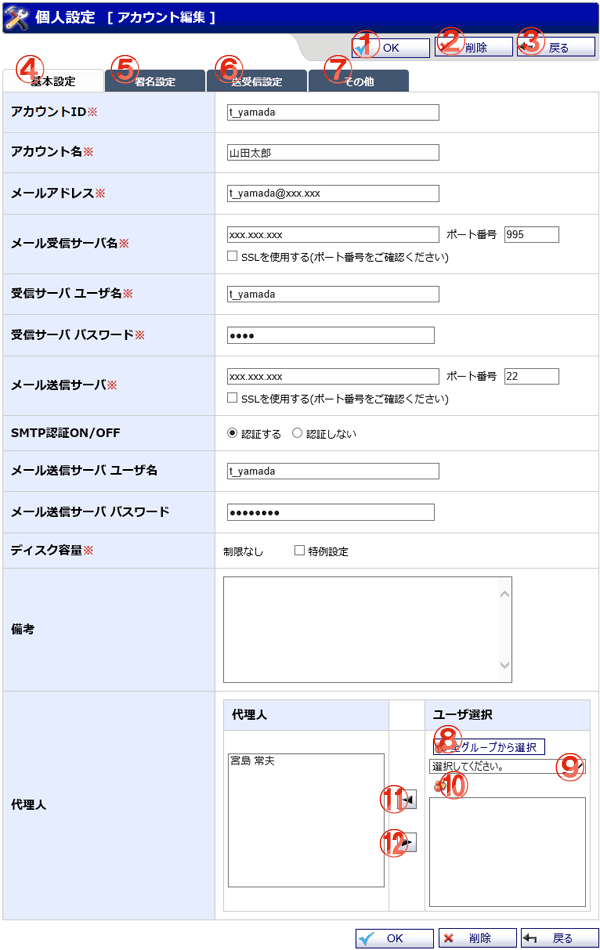 個人設定 [ アカウント編集 ]
① OK ② 削除 ③ 戻る
④ 基本設定 ⑤ 署名設定 ⑥ 送受信設定 ⑦ その他
アカウントID※ t_yamada
アカウント名※ 山田太郎
メールアドレス※ t_yamada@xxx.xxx
メール受信サーバ名※ xxx.xxx.xxx ポート番号 995
SSLを使用する(ポート番号をご確認ください)
受信サーバ ユーザ名※ t_yamada
受信サーバ パスワード※ ●●●●
メール送信サーバ※ xxx.xxx.xxx ポート番号 22
SSLを使用する(ポート番号をご確認ください)
SMTP認証ON/OFF 認証する 認証しない
メール送信サーバ ユーザ名 t_yamada
メール送信サーバ パスワード ●●●●●●●●
ディスク容量※ 制限なし 特例設定
備考
代理人
代理人 ユーザ選択
⑧ 全グループから選択
宮島 常夫
選択してください。 ⑨
⑩
⑪
⑫
OK 削除 戻る